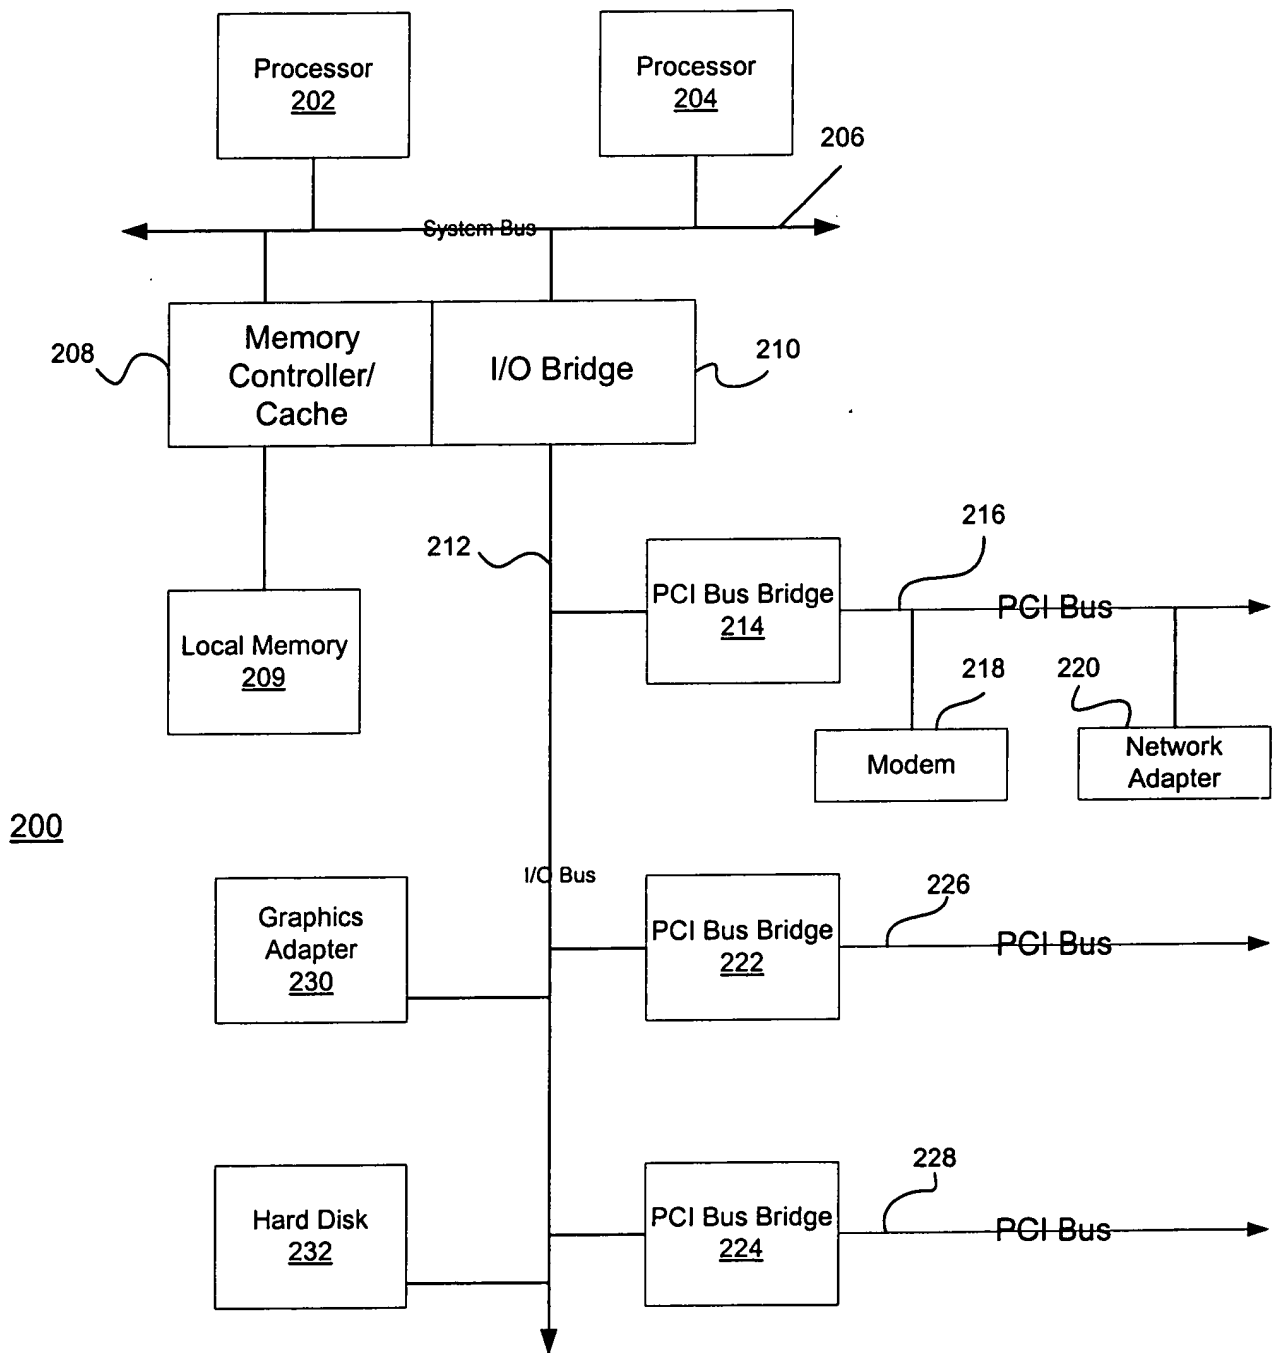 Processor
202
Processor
204
206
System Bus
208
Memory
Controller/
Cache
I/O Bridge
210
212
PCI Bus Bridge
214
216
PCI Bus
Local Memory
209
218
220
Modem
Network
Adapter
200
I/O Bus
Graphics
Adapter
230
PCI Bus Bridge
222
226
PCI Bus
Hard Disk
232
PCI Bus Bridge
224
228
PCI Bus